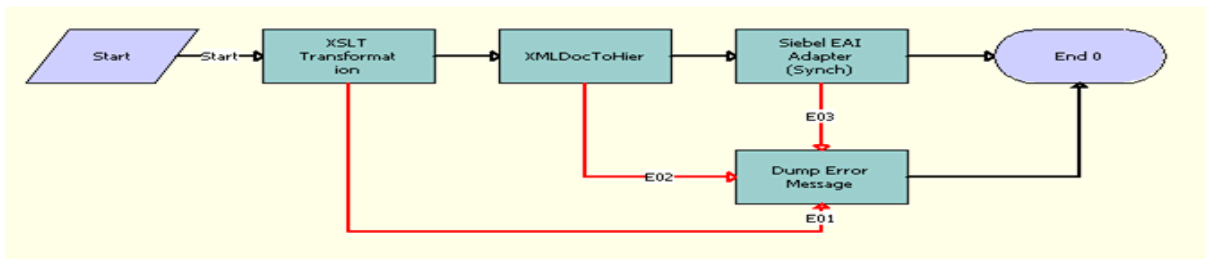 Start
Start
XSLT
Transformat
ion
XMLDocToHier
Siebel EAI
Adapter
(Synch)
End 0
E03
Dump Error
Message
E02
E01